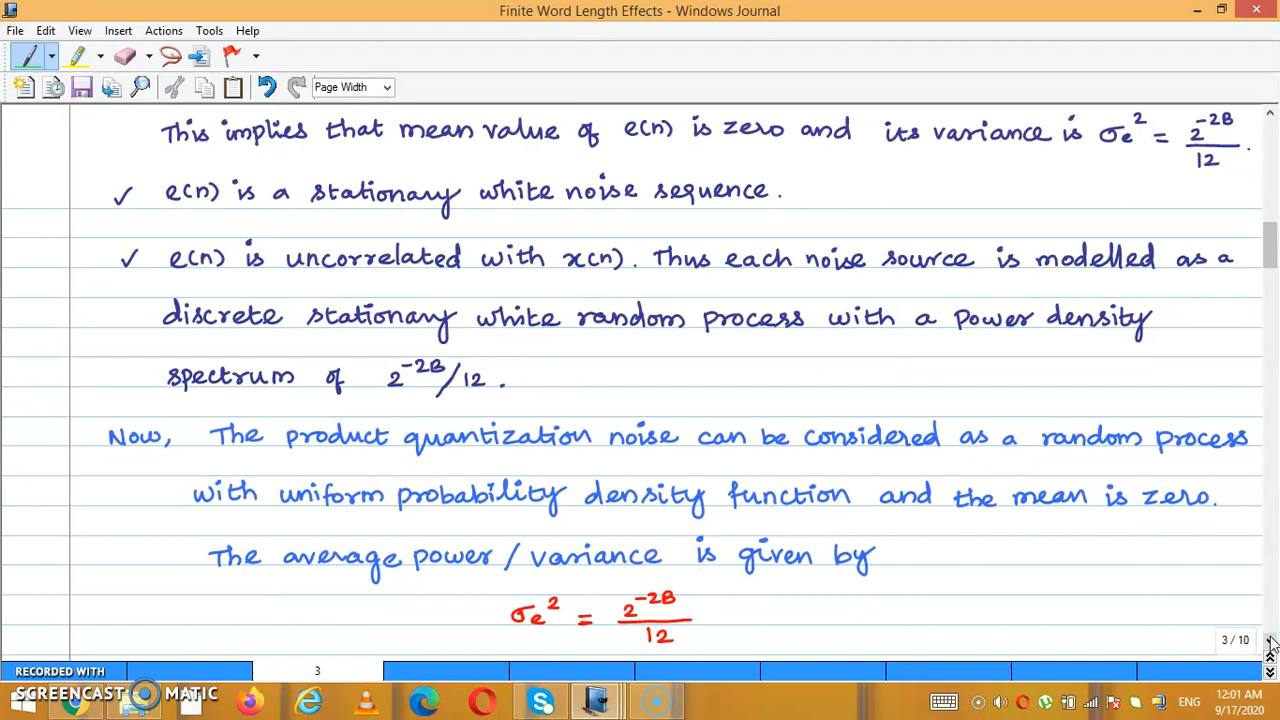 Finite Word Length Effects - Windows Journal
File Edit View Insert Actions Tools Help
Page Width
This implies that mean value of e(n) is zero and its variance is σe² = 2^-2B/12.
✓ e(n) is a stationary white noise sequence.
✓ e(n) is uncorrelated with x(n). Thus each noise source is modelled as a
discrete stationary white random process with a power density
spectrum of 2^-2B/12.
Now, The product quantization noise can be considered as a random process
with uniform probability density function and the mean is zero.
The average power/variance is given by
σe² = 2^-2B/12
3 / 10
RECORDED WITH
3
SCREENCAST MATIC
ENG
12:01 AM
9/17/2020